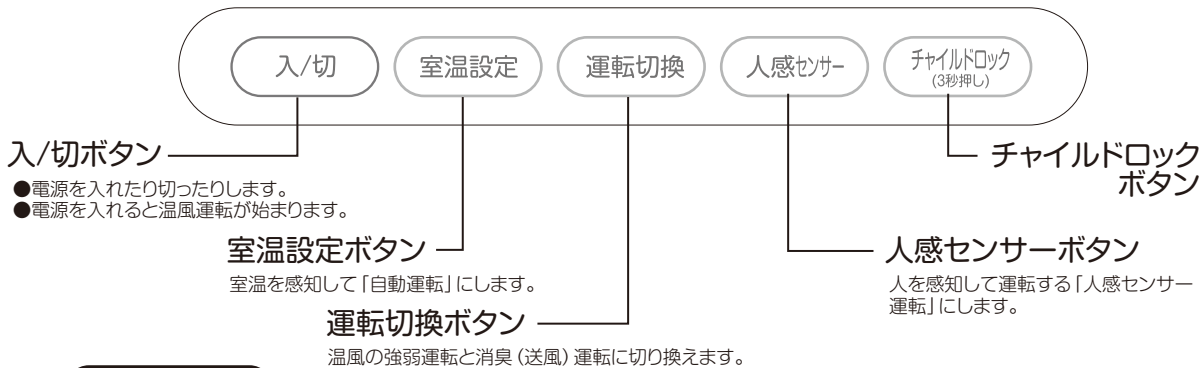 入/切
室温設定
運転切換
人感センサー
チャイルドロック
(3秒押し)
入/切ボタン
●電源を入れたり切ったりします。
●電源を入れると温風運転が始まります。
チャイルドロック
ボタン
室温設定ボタン
室温を感知して「自動運転」にします。
人感センサーボタン
人を感知して運転する「人感センサー
運転」にします。
運転切換ボタン
温風の強弱運転と消臭(送風)運転に切り換えます。